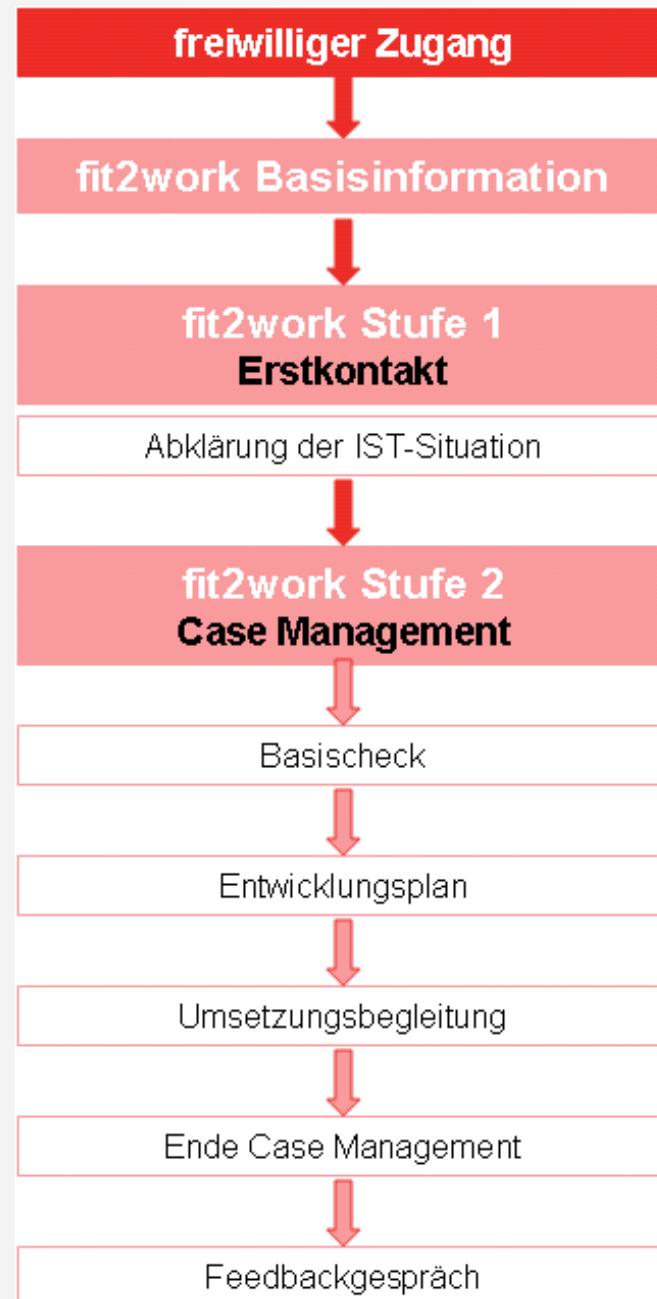 freiwilliger Zugang
fit2work Basisinformation
fit2work Stufe 1
Erstkontakt
Abklärung der IST-Situation
fit2work Stufe 2
Case Management
Basischeck
Entwicklungsplan
Umsetzungsbegleitung
Ende Case Management
Feedbackgespräch